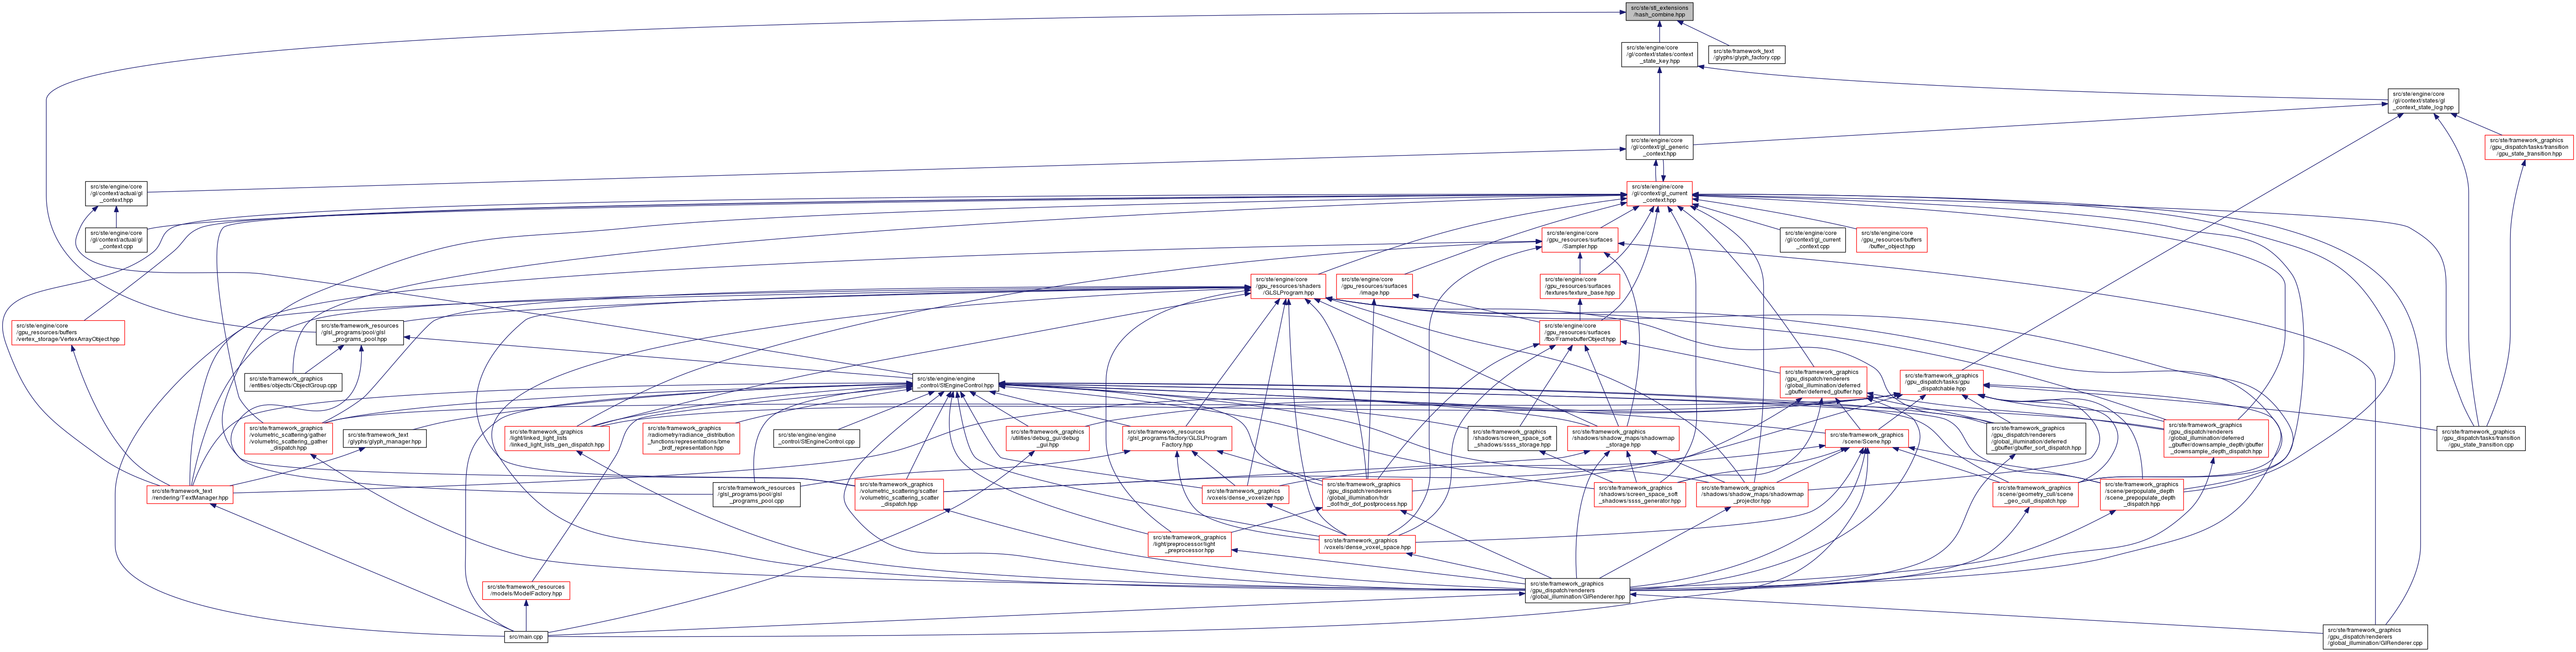 src/ste/stl_extensions
/hash_combine.hpp
src/ste/engine/core
/gl/context/states/context
_state_key.hpp
src/ste/framework_text
/glyphs/glyph_factory.cpp
src/ste/engine/core
/gl/context/states/gl
_context_state_log.hpp
src/ste/engine/core
/gl/context/gl_generic
_context.hpp
src/ste/framework_graphics
/gpu_dispatch/tasks/transition
/gpu_state_transition.hpp
src/ste/engine/core
/gl/context/actual/gl
_context.hpp
src/ste/engine/core
/gl/context/gl_current
_context.hpp
src/ste/engine/core
/gl/context/actual/gl
_context.cpp
src/ste/engine/core
/gpu_resources/surfaces
/Sampler.hpp
src/ste/engine/core
/gl/context/gl_current
_context.cpp
src/ste/engine/core
/gpu_resources/buffers
/buffer_object.hpp
src/ste/engine/core
/gpu_resources/shaders
/GLSLProgram.hpp
src/ste/engine/core
/gpu_resources/surfaces
/image.hpp
src/ste/engine/core
/gpu_resources/surfaces
/textures/texture_base.hpp
src/ste/engine/core
/gpu_resources/buffers
/vertex_storage/VertexArrayObject.hpp
src/ste/framework_resources
/glsl_programs/pool/glsl
_programs_pool.hpp
src/ste/engine/core
/gpu_resources/surfaces
/fbo/FramebufferObject.hpp
src/ste/framework_graphics
/entities/objects/ObjectGroup.cpp
src/ste/engine/engine
_control/StEngineControl.hpp
src/ste/framework_graphics
/gpu_dispatch/renderers
/global_illumination/deferred
_gbuffer/deferred_gbuffer.hpp
src/ste/framework_graphics
/gpu_dispatch/tasks/gpu
_dispatchable.hpp
src/ste/framework_graphics
/volumetric_scattering/gather
/volumetric_scattering_gather
_dispatch.hpp
src/ste/framework_text
/glyphs/glyph_manager.hpp
src/ste/framework_graphics
/light/linked_light_lists
/linked_light_lists_gen_dispatch.hpp
src/ste/framework_graphics
/radiometry/radiance_distribution
_functions/representations/bme
_brdf_representation.hpp
src/ste/engine/engine
_control/StEngineControl.cpp
src/ste/framework_graphics
/utilities/debug_gui/debug
_gui.hpp
src/ste/framework_resources
/glsl_programs/factory/GLSLProgram
Factory.hpp
src/ste/framework_graphics
/shadows/screen_space_soft
_shadows/ssss_storage.hpp
src/ste/framework_graphics
/shadows/shadow_maps/shadowmap
_storage.hpp
src/ste/framework_graphics
/scene/Scene.hpp
src/ste/framework_graphics
/gpu_dispatch/renderers
/global_illumination/deferred
_gbuffer/gbuffer_sort_dispatch.hpp
src/ste/framework_graphics
/gpu_dispatch/renderers
/global_illumination/deferred
_gbuffer/downsample_depth/gbuffer
_downsample_depth_dispatch.hpp
src/ste/framework_graphics
/gpu_dispatch/tasks/transition
/gpu_state_transition.cpp
src/ste/framework_text
/rendering/TextManager.hpp
src/ste/framework_resources
/glsl_programs/pool/glsl
_programs_pool.cpp
src/ste/framework_graphics
/volumetric_scattering/scatter
/volumetric_scattering_scatter
_dispatch.hpp
src/ste/framework_graphics
/voxels/dense_voxelizer.hpp
src/ste/framework_graphics
/gpu_dispatch/renderers
/global_illumination/hdr
_dof/hdr_dof_postprocess.hpp
src/ste/framework_graphics
/shadows/screen_space_soft
_shadows/ssss_generator.hpp
src/ste/framework_graphics
/shadows/shadow_maps/shadowmap
_projector.hpp
src/ste/framework_graphics
/scene/geometry_cull/scene
_geo_cull_dispatch.hpp
src/ste/framework_graphics
/scene/perpopulate_depth
/scene_prepopulate_depth
_dispatch.hpp
src/ste/framework_graphics
/light/preprocessor/light
_preprocessor.hpp
src/ste/framework_graphics
/voxels/dense_voxel_space.hpp
src/ste/framework_resources
/models/ModelFactory.hpp
src/ste/framework_graphics
/gpu_dispatch/renderers
/global_illumination/GIRenderer.hpp
src/main.cpp
src/ste/framework_graphics
/gpu_dispatch/renderers
/global_illumination/GIRenderer.cpp